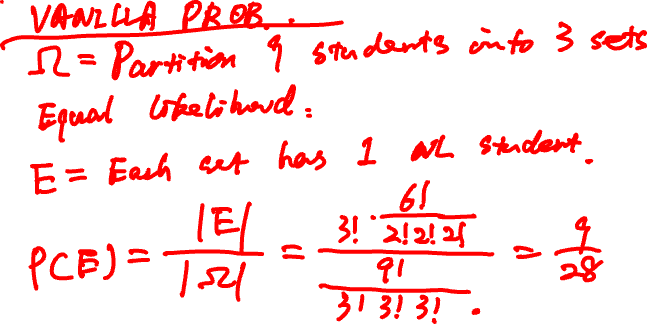 VANILLA PROB.
Ω = Partition 9 students into 3 sets
Equal likelihood:
E = Each set has 1 student.
P(E) = |E| / |Ω| = (3! · 6! / (2! 2! 2!)) / (9! / (3! 3! 3!)) = 9/28